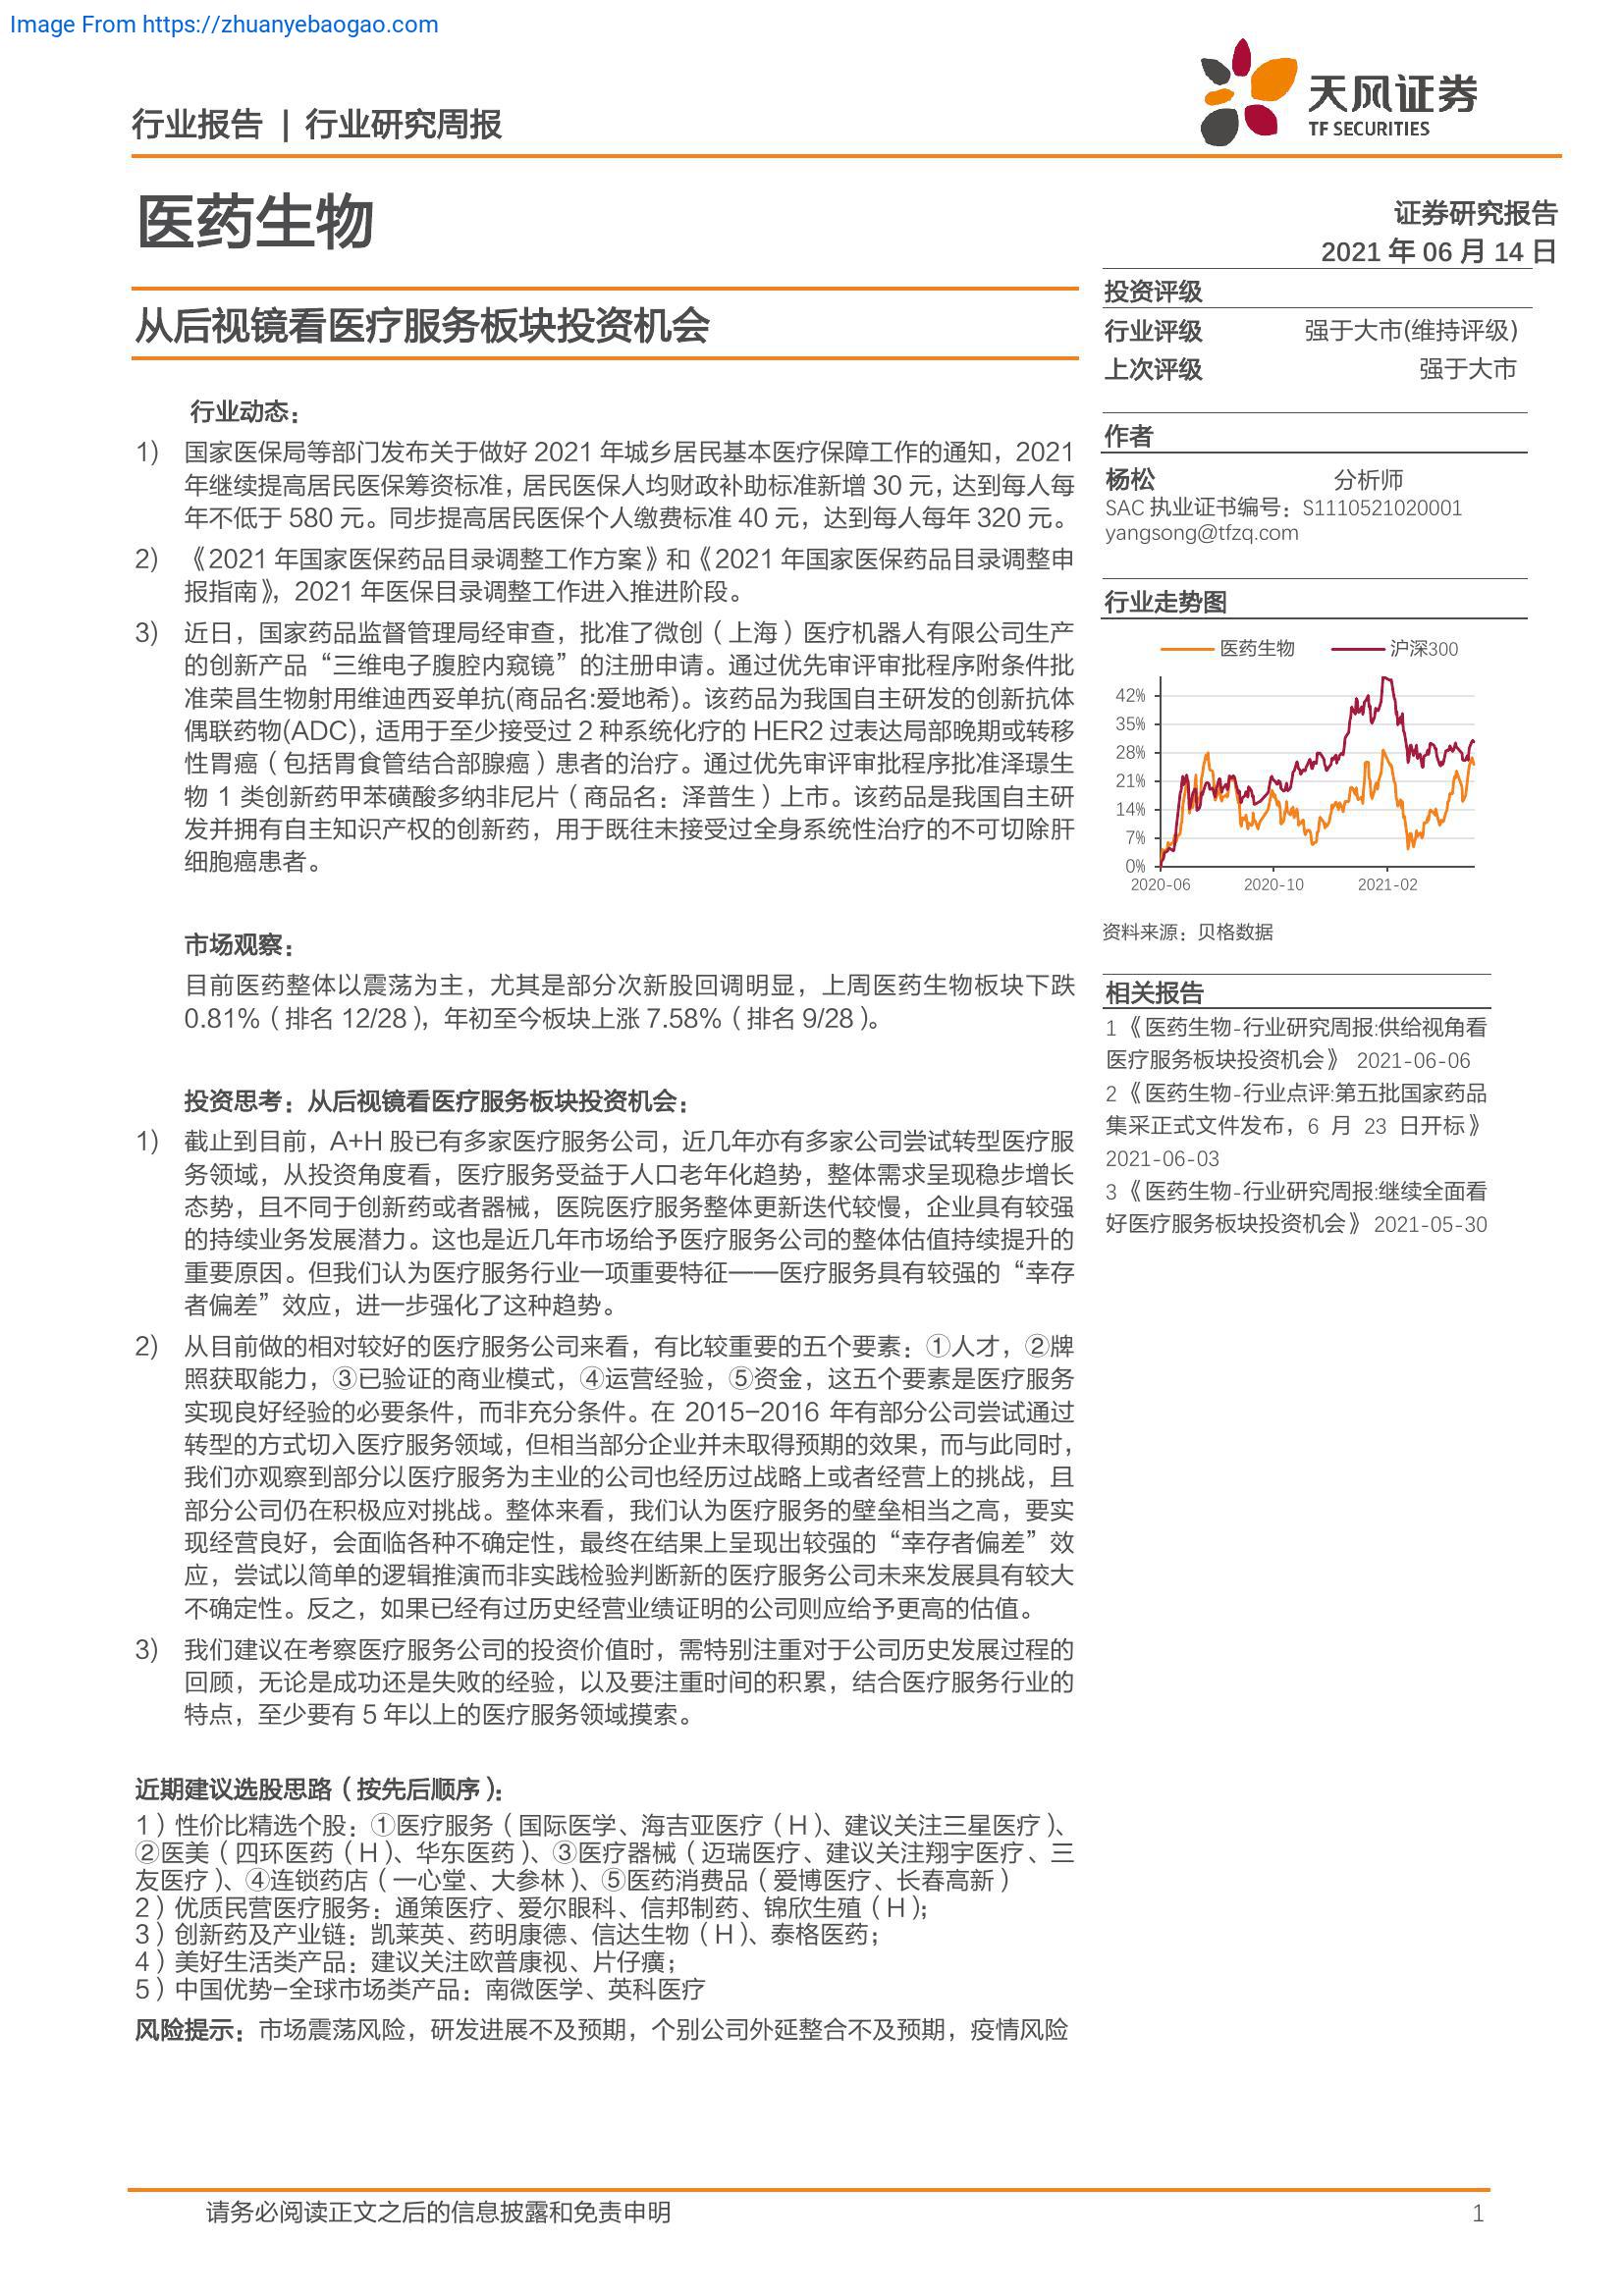 Image From https://zhuanyebaogao.com
行业报告 | 行业研究周报
天风证券
TF SECURITIES
医药生物
证券研究报告
2021 年 06 月 14 日
从后视镜看医疗服务板块投资机会
行业动态：
1) 国家医保局等部门发布关于做好 2021 年城乡居民基本医疗保障工作的通知，2021
年继续提高居民医保筹资标准，居民医保人均财政补助标准新增 30 元，达到每人每
年不低于 580 元。同步提高居民医保个人缴费标准 40 元，达到每人每年 320 元。
2) 《2021 年国家医保药品目录调整工作方案》和《2021 年国家医保药品目录调整申
报指南》，2021 年医保目录调整工作进入推进阶段。
3) 近日，国家药品监督管理局经审查，批准了微创（上海）医疗机器人有限公司生产
的创新产品“三维电子腹腔内窥镜”的注册申请。通过优先审评审批程序附条件批
准荣昌生物射用维迪西妥单抗(商品名:爱地希)。该药品为我国自主研发的创新抗体
偶联药物(ADC)，适用于至少接受过 2 种系统化疗的 HER2 过表达局部晚期或转移
性胃癌（包括胃食管结合部腺癌）患者的治疗。通过优先审评审批程序批准泽璟生
物 1 类创新药甲苯磺酸多纳非尼片（商品名：泽普生）上市。该药品是我国自主研
发并拥有自主知识产权的创新药，用于既往未接受过全身系统性治疗的不可切除肝
细胞癌患者。
市场观察：
目前医药整体以震荡为主，尤其是部分次新股回调明显，上周医药生物板块下跌
0.81%（排名 12/28），年初至今板块上涨 7.58%（排名 9/28）。
投资思考：从后视镜看医疗服务板块投资机会：
1) 截止到目前，A+H 股已有多家医疗服务公司，近几年亦有多家公司尝试转型医疗服
务领域，从投资角度看，医疗服务受益于人口老年化趋势，整体需求呈现稳步增长
态势，且不同于创新药或者器械，医院医疗服务整体更新迭代较慢，企业具有较强
的持续业务发展潜力。这也是近几年市场给予医疗服务公司的整体估值持续提升的
重要原因。但我们认为医疗服务行业一项重要特征——医疗服务具有较强的“幸存
者偏差”效应，进一步强化了这种趋势。
2) 从目前做的相对较好的医疗服务公司来看，有比较重要的五个要素：①人才，②牌
照获取能力，③已验证的商业模式，④运营经验，⑤资金，这五个要素是医疗服务
实现良好经验的必要条件，而非充分条件。在 2015-2016 年有部分公司尝试通过
转型的方式切入医疗服务领域，但相当部分企业并未取得预期的效果，而与此同时，
我们亦观察到部分以医疗服务为主业的公司也经历过战略上或者经营上的挑战，且
部分公司仍在积极应对挑战。整体来看，我们认为医疗服务的壁垒相当之高，要实
现经营良好，会面临各种不确定性，最终在结果上呈现出较强的“幸存者偏差”效
应，尝试以简单的逻辑推演而非实践检验判断新的医疗服务公司未来发展具有较大
不确定性。反之，如果已经有过历史经营业绩证明的公司则应给予更高的估值。
3) 我们建议在考察医疗服务公司的投资价值时，需特别注重对于公司历史发展过程的
回顾，无论是成功还是失败的经验，以及要注重时间的积累，结合医疗服务行业的
特点，至少要有 5 年以上的医疗服务领域摸索。
近期建议选股思路（按先后顺序）：
1）性价比精选个股：①医疗服务（国际医学、海吉亚医疗（H）、建议关注三星医疗）、
②医美（四环医药（H）、华东医药）、③医疗器械（迈瑞医疗、建议关注翔宇医疗、三
友医疗）、④连锁药店（一心堂、大参林）、⑤医药消费品（爱博医疗、长春高新）
2）优质民营医疗服务：通策医疗、爱尔眼科、信邦制药、锦欣生殖（H）；
3）创新药及产业链：凯莱英、药明康德、信达生物（H）、泰格医药；
4）美好生活类产品：建议关注欧普康视、片仔癀；
5）中国优势-全球市场类产品：南微医学、英科医疗
风险提示：市场震荡风险，研发进展不及预期，个别公司外延整合不及预期，疫情风险
投资评级
行业评级 强于大市(维持评级)
上次评级 强于大市
作者
杨松 分析师
SAC 执业证书编号：S1110521020001
yangsong@tfzq.com
行业走势图
医药生物 沪深300
42%
35%
28%
21%
14%
7%
0%
2020-06 2020-10 2021-02
资料来源：贝格数据
相关报告
1 《医药生物-行业研究周报:供给视角看
医疗服务板块投资机会》 2021-06-06
2 《医药生物-行业点评:第五批国家药品
集采正式文件发布，6 月 23 日开标》
2021-06-03
3 《医药生物-行业研究周报:继续全面看
好医疗服务板块投资机会》 2021-05-30
请务必阅读正文之后的信息披露和免责申明 1